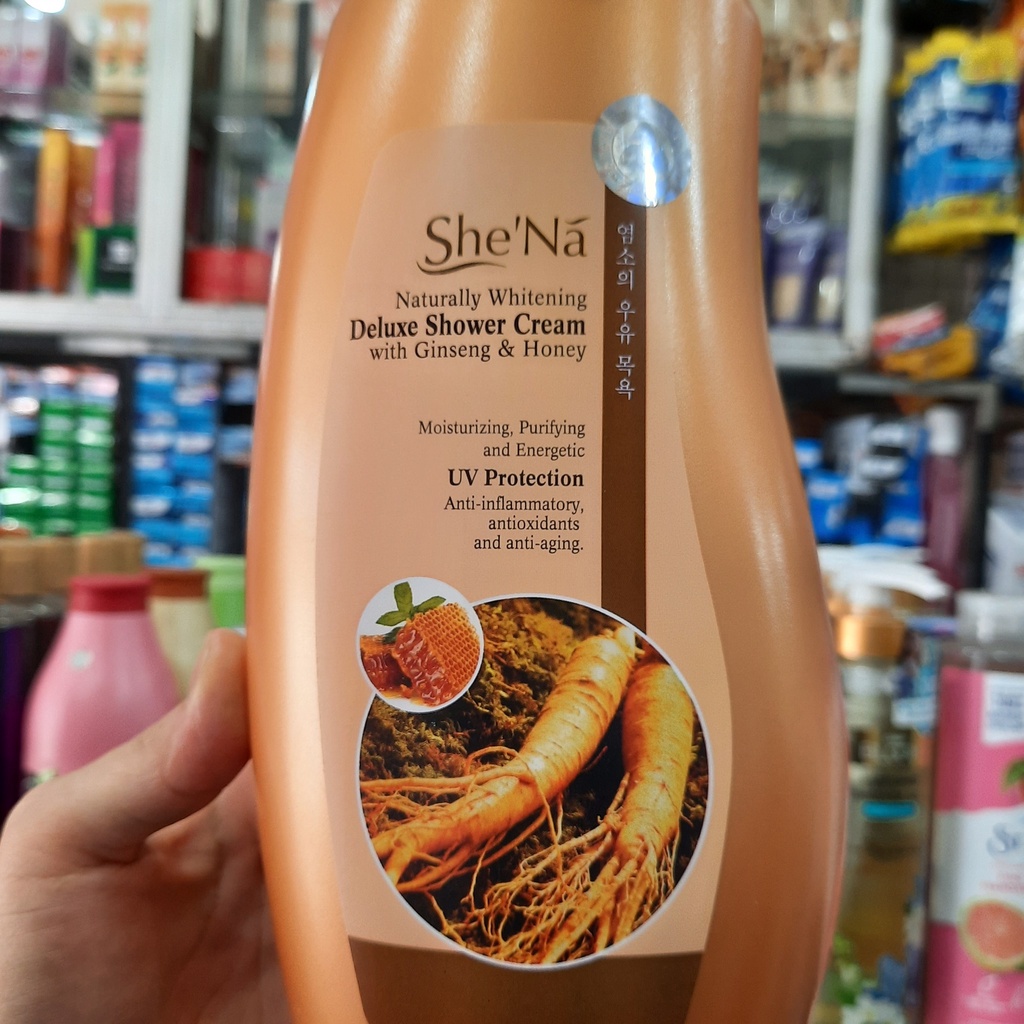 She'Ná
Naturally Whitening
Deluxe Shower Cream
with Ginseng & Honey
염소의 우유 목욕
Moisturizing, Purifying
and Energetic
UV Protection
Anti-inflammatory,
antioxidants
and anti-aging.